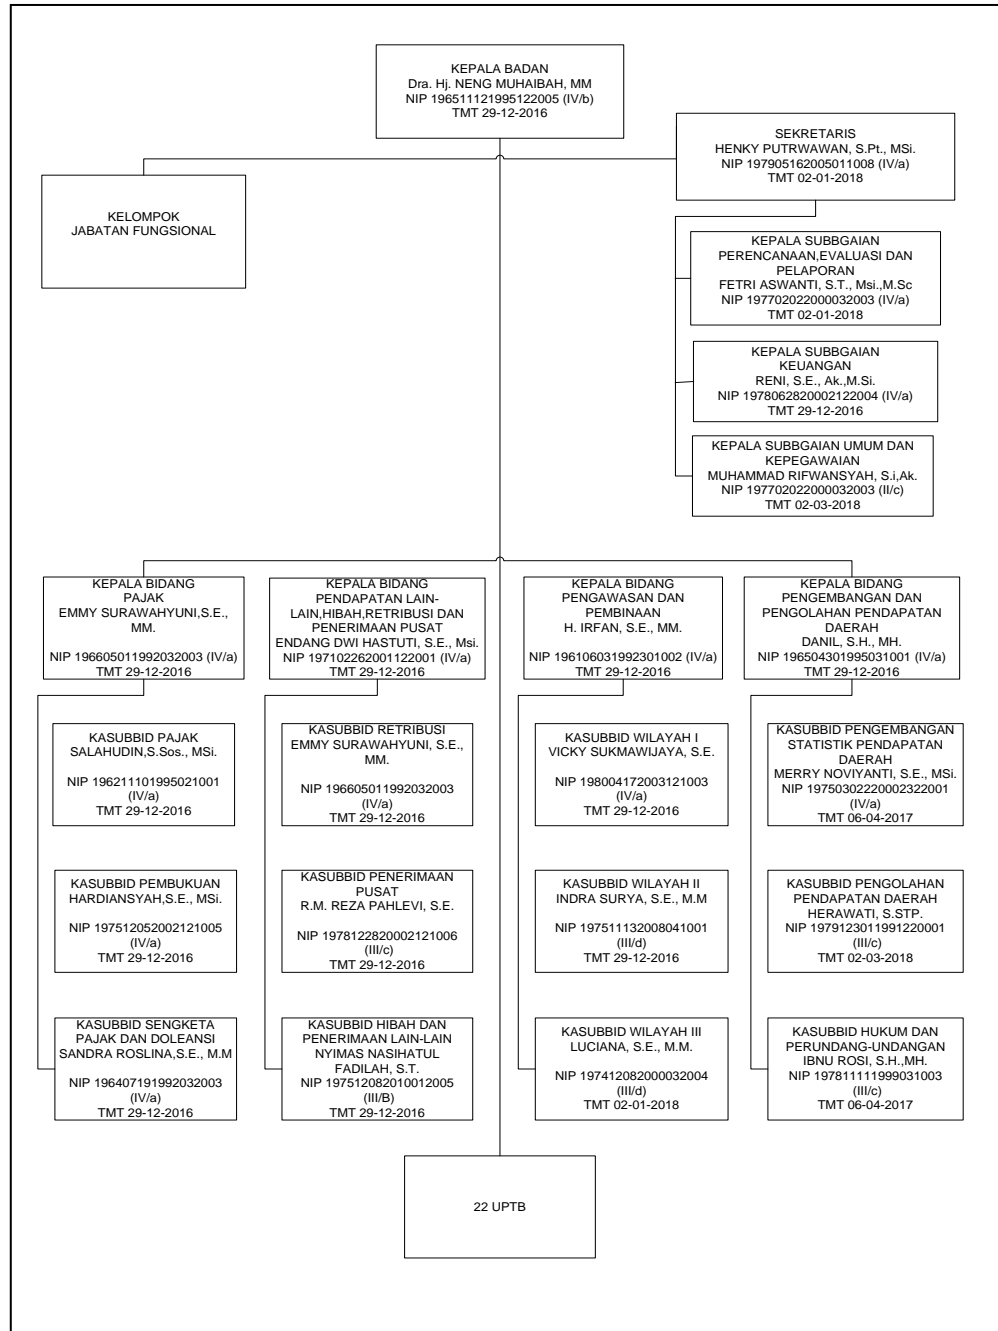 KEPALA BADAN
Dra. Hj. NENG MUHAIBAH, MM
NIP 196511121995122005 (IV/b)
TMT 29-12-2016
SEKRETARIS
HENKY PUTRWAWAN, S.Pt., MSi.
NIP 197905162005011008 (IV/a)
TMT 02-01-2018
KELOMPOK
JABATAN FUNGSIONAL
KEPALA SUBBGAIAN
PERENCANAAN,EVALUASI DAN
PELAPORAN
FETRI ASWANTI, S.T., Msi.,M.Sc
NIP 197702022000032003 (IV/a)
TMT 02-01-2018
KEPALA SUBBGAIAN
KEUANGAN
RENI, S.E., Ak.,M.Si.
NIP 1978062820002122004 (IV/a)
TMT 29-12-2016
KEPALA SUBBGAIAN UMUM DAN
KEPEGAWAIAN
MUHAMMAD RIFWANSYAH, S.i,Ak.
NIP 197702022000032003 (II/c)
TMT 02-03-2018
KEPALA BIDANG
PAJAK
EMMY SURAWAHYUNI,S.E.,
MM.
NIP 196605011992032003 (IV/a)
TMT 29-12-2016
KEPALA BIDANG
PENDAPATAN LAIN-
LAIN,HIBAH,RETRIBUSI DAN
PENERIMAAN PUSAT
ENDANG DWI HASTUTI, S.E., Msi.
NIP 197102262001122001 (IV/a)
TMT 29-12-2016
KEPALA BIDANG
PENGAWASAN DAN
PEMBINAAN
H. IRFAN, S.E., MM.
NIP 196106031992301002 (IV/a)
TMT 29-12-2016
KEPALA BIDANG
PENGEMBANGAN DAN
PENGOLAHAN PENDAPATAN
DAERAH
DANIL, S.H., MH.
NIP 196504301995031001 (IV/a)
TMT 29-12-2016
KASUBBID PAJAK
SALAHUDIN,S.Sos., MSi.
NIP 196211101995021001
(IV/a)
TMT 29-12-2016
KASUBBID RETRIBUSI
EMMY SURAWAHYUNI, S.E.,
MM.
NIP 196605011992032003
(IV/a)
TMT 29-12-2016
KASUBBID WILAYAH I
VICKY SUKMAWIJAYA, S.E.
NIP 198004172003121003
(IV/a)
TMT 29-12-2016
KASUBBID PENGEMBANGAN
STATISTIK PENDAPATAN
DAERAH
MERRY NOVIYANTI, S.E., MSi.
NIP 19750302220002322001
(IV/a)
TMT 06-04-2017
KASUBBID PEMBUKUAN
HARDIANSYAH,S.E., MSi.
NIP 197512052002121005
(IV/a)
TMT 29-12-2016
KASUBBID PENERIMAAN
PUSAT
R.M. REZA PAHLEVI, S.E.
NIP 1978122820002121006
(III/c)
TMT 29-12-2016
KASUBBID WILAYAH II
INDRA SURYA, S.E., M.M
NIP 197511132008041001
(III/d)
TMT 29-12-2016
KASUBBID PENGOLAHAN
PENDAPATAN DAERAH
HERAWATI, S.STP.
NIP 1979123011991220001
(III/c)
TMT 02-03-2018
KASUBBID SENGKETA
PAJAK DAN DOLEANSI
SANDRA ROSLINA,S.E., M.M
NIP 196407191992032003
(IV/a)
TMT 29-12-2016
KASUBBID HIBAH DAN
PENERIMAAN LAIN-LAIN
NYIMAS NASIHATUL
FADILAH, S.T.
NIP 197512082010012005
(III/B)
TMT 29-12-2016
KASUBBID WILAYAH III
LUCIANA, S.E., M.M.
NIP 197412082000032004
(III/d)
TMT 02-01-2018
KASUBBID HUKUM DAN
PERUNDANG-UNDANGAN
IBNU ROSI, S.H.,MH.
NIP 197811111999031003
(III/c)
TMT 06-04-2017
22 UPTB